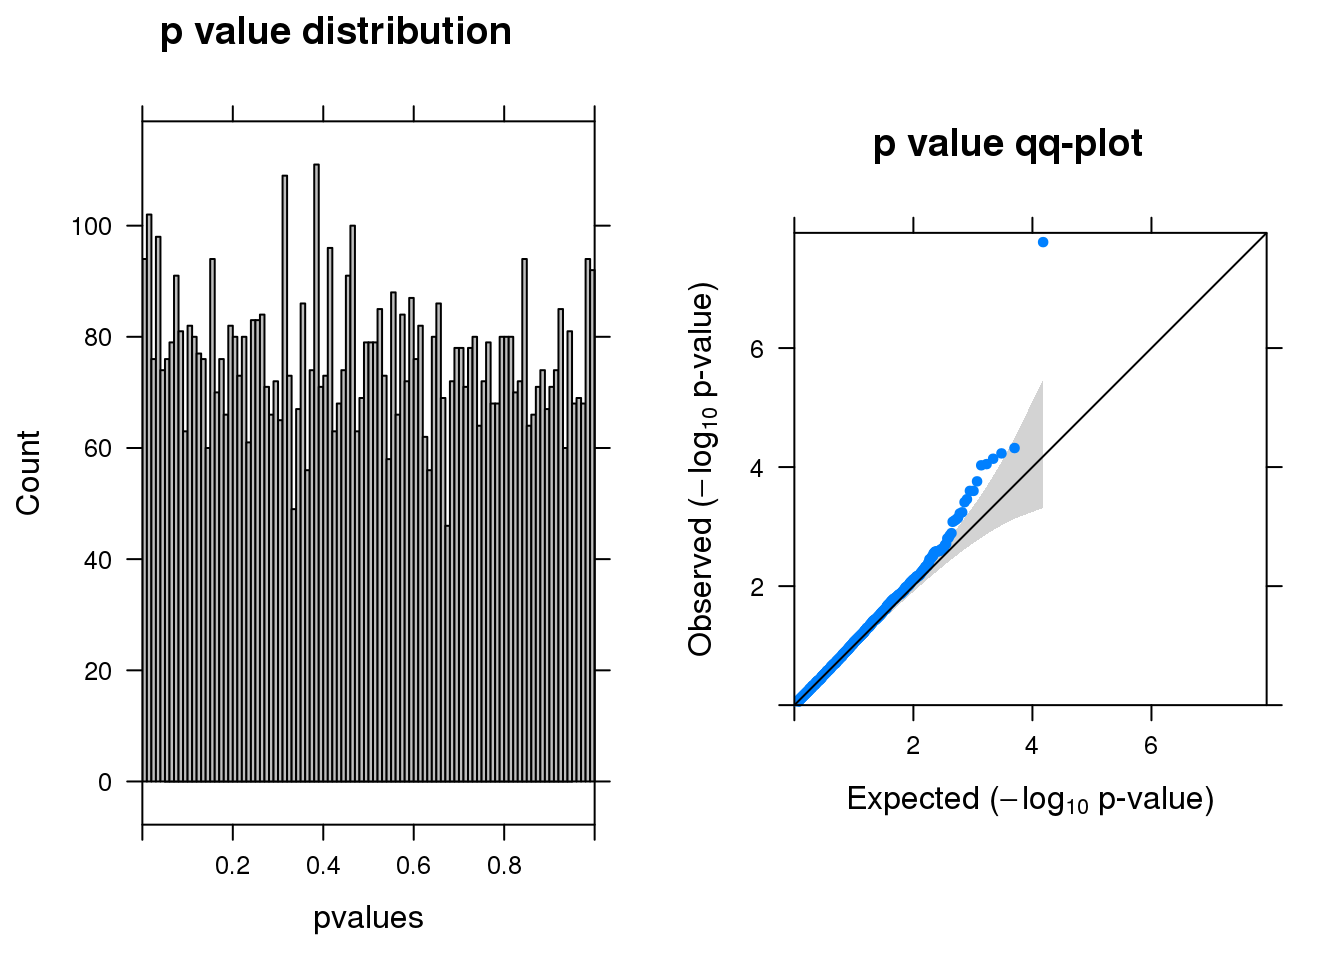 p value distribution
100
80
60
40
20
0
Count
0.2 0.4 0.6 0.8
pvalues
p value qq-plot
6
4
2
Observed (−log10 p-value)
2 4 6
Expected (−log10 p-value)